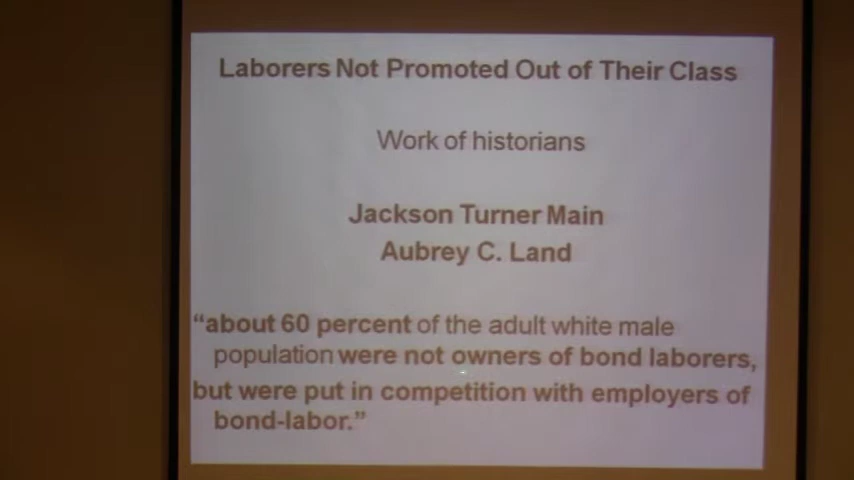 Laborers Not Promoted Out of Their Class
Work of historians
Jackson Turner Main
Aubrey C. Land
“about 60 percent of the adult white male
population were not owners of bond laborers,
but were put in competition with employers of
bond-labor.”